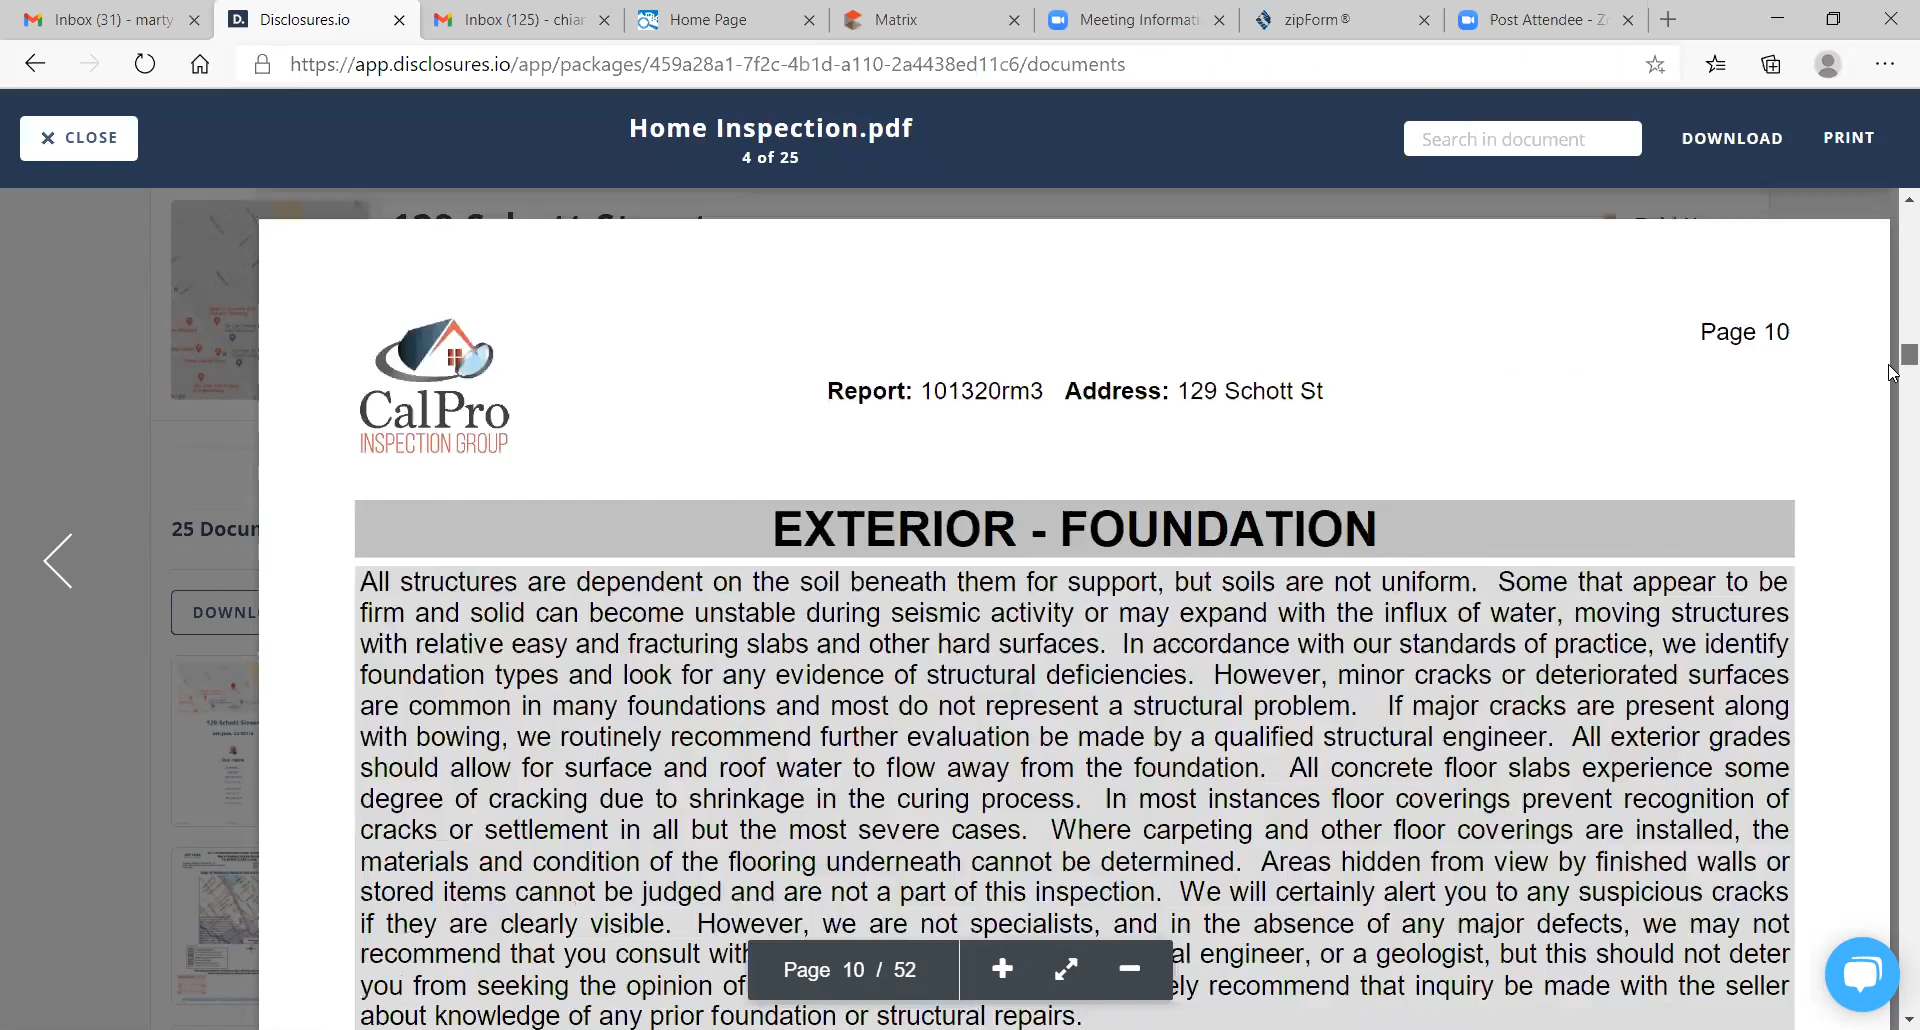 Inbox (31) - marty
Disclosures.io
Inbox (125) - chiar
Home Page
Matrix
Meeting Informati
zipForm®
Post Attendee - Z
https://app.disclosures.io/app/packages/459a28a1-7f2c-4b1d-a110-2a4438ed11c6/documents
CLOSE
Home Inspection.pdf
4 of 25
Search in document
DOWNLOAD
PRINT
Page 10
CalPro
INSPECTION GROUP
Report: 101320rm3 Address: 129 Schott St
EXTERIOR - FOUNDATION
All structures are dependent on the soil beneath them for support, but soils are not uniform. Some that appear to be
firm and solid can become unstable during seismic activity or may expand with the influx of water, moving structures
with relative easy and fracturing slabs and other hard surfaces. In accordance with our standards of practice, we identify
foundation types and look for any evidence of structural deficiencies. However, minor cracks or deteriorated surfaces
are common in many foundations and most do not represent a structural problem. If major cracks are present along
with bowing, we routinely recommend further evaluation be made by a qualified structural engineer. All exterior grades
should allow for surface and roof water to flow away from the foundation. All concrete floor slabs experience some
degree of cracking due to shrinkage in the curing process. In most instances floor coverings prevent recognition of
cracks or settlement in all but the most severe cases. Where carpeting and other floor coverings are installed, the
materials and condition of the flooring underneath cannot be determined. Areas hidden from view by finished walls or
stored items cannot be judged and are not a part of this inspection. We will certainly alert you to any suspicious cracks
if they are clearly visible. However, we are not specialists, and in the absence of any major defects, we may not
recommend that you consult with al engineer, or a geologist, but this should not deter
you from seeking the opinion of ely recommend that inquiry be made with the seller
about knowledge of any prior foundation or structural repairs.
Page 10 / 52
25 Docum
DOWNL
129 Schott Street